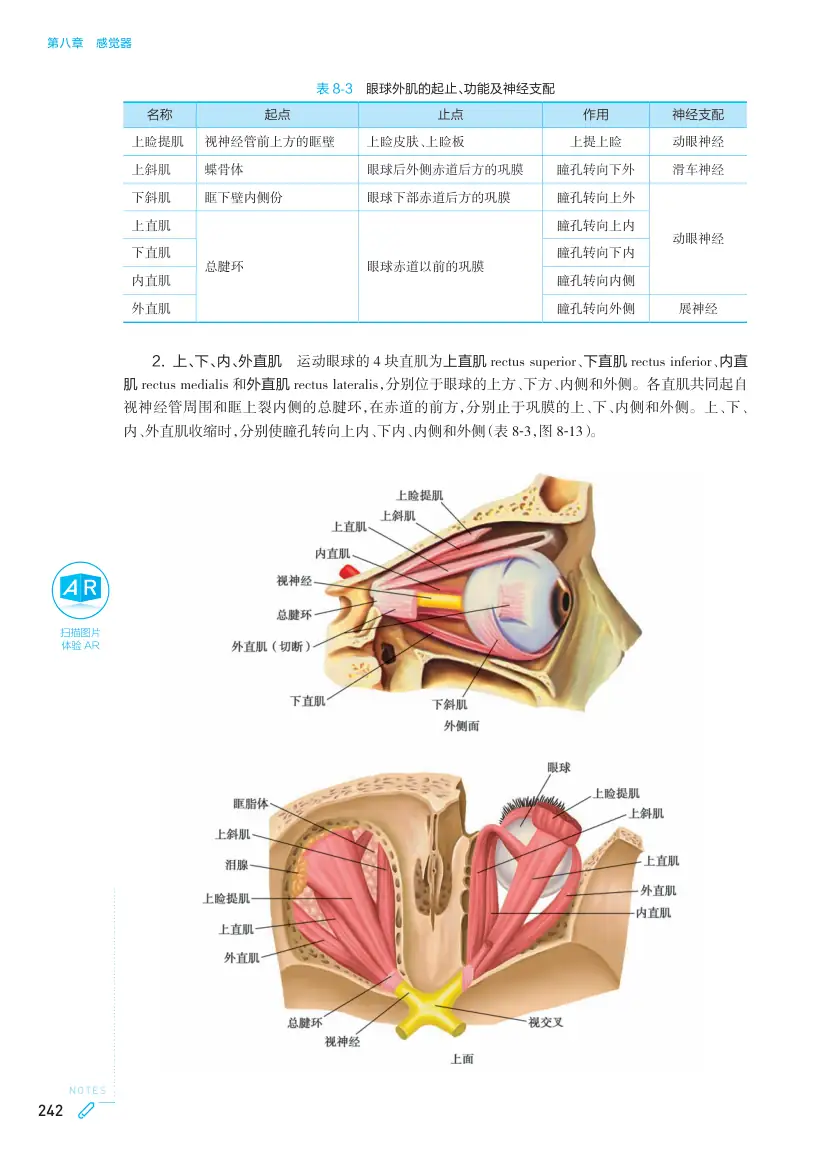 第八章 感觉器
表 8-3 眼球外肌的起止、功能及神经支配
名称 起点 止点 作用 神经支配
上睑提肌 视神经管前上方的眶壁 上睑皮肤、上睑板 上提上睑 动眼神经
上斜肌 蝶骨体 眼球后外侧赤道后方的巩膜 瞳孔转向下外 滑车神经
下斜肌 眶下壁内侧份 眼球下部赤道后方的巩膜 瞳孔转向上外
上直肌 瞳孔转向上内
动眼神经
下直肌 瞳孔转向下内
总腱环 眼球赤道以前的巩膜
内直肌 瞳孔转向内侧
外直肌 瞳孔转向外侧 展神经
2. 上、下、内、外直肌 运动眼球的 4 块直肌为上直肌 rectus superior、下直肌 rectus inferior、内直
肌 rectus medialis 和外直肌 rectus lateralis,分别位于眼球的上方、下方、内侧和外侧。各直肌共同起自
视神经管周围和眶上裂内侧的总腱环,在赤道的前方,分别止于巩膜的上、下、内侧和外侧。上、下、
内、外直肌收缩时,分别使瞳孔转向上内、下内、内侧和外侧(表 8-3,图 8-13)。
上睑提肌
上斜肌
上直肌
内直肌
视神经
总腱环
外直肌(切断)
下直肌
下斜肌
外侧面
AR
扫描图片
体验 AR
眼球
上睑提肌
眶脂体
上斜肌
上斜肌
泪腺
上直肌
上睑提肌
外直肌
内直肌
上直肌
外直肌
总腱环
视交叉
视神经
上面
NOTES
242